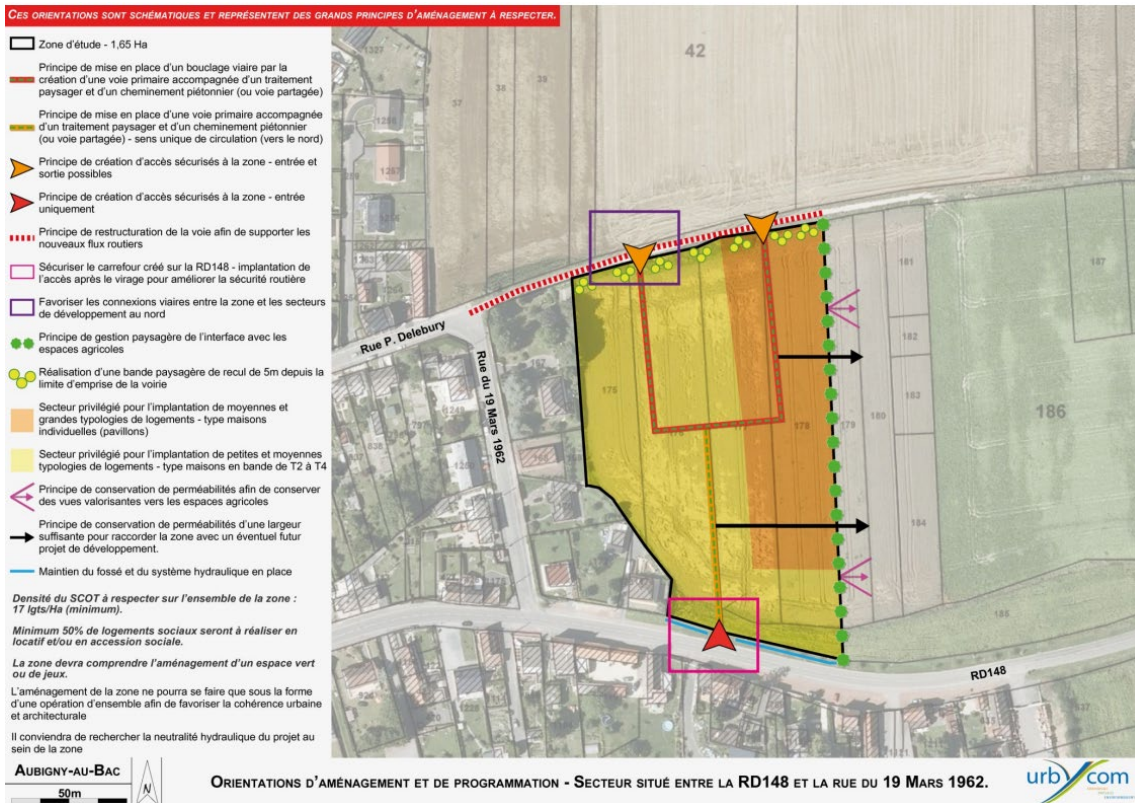 CES ORIENTATIONS SONT SCHÉMATIQUES ET REPRÉSENTENT DES GRANDS PRINCIPES D'AMÉNAGEMENT À RESPECTER.
Zone d'étude - 1,65 Ha
Principe de mise en place d'un bouclage viaire par la
création d'une voie primaire accompagnée d'un traitement
paysager et d'un cheminement piétonnier (ou voie partagée)
Principe de mise en place d'une voie primaire accompagnée
d'un traitement paysager et d'un cheminement piétonnier
(ou voie partagée) - sens unique de circulation (vers le nord)
Principe de création d'accès sécurisés à la zone - entrée et
sortie possibles
Principe de création d'accès sécurisés à la zone - entrée
uniquement
Principe de restructuration de la voie afin de supporter les
nouveaux flux routiers
Sécuriser le carrefour créé sur la RD148 - implantation de
l'accès après le virage pour améliorer la sécurité routière
Favoriser les connexions viaires entre la zone et les secteurs
de développement au nord
Principe de gestion paysagère de l'interface avec les
espaces agricoles
Réalisation d'une bande paysagère de recul de 5m depuis la
limite d'emprise de la voirie
Secteur privilégié pour l'implantation de moyennes et
grandes typologies de logements - type maisons
individuelles (pavillons)
Secteur privilégié pour l'implantation de petites et moyennes
typologies de logements - type maisons en bande de T2 à T4
Principe de conservation de perméabilités afin de conserver
des vues valorisantes vers les espaces agricoles
Principe de conservation de perméabilités d'une largeur
suffisante pour raccorder la zone avec un éventuel futur
projet de développement.
Maintien du fossé et du système hydraulique en place
Densité du SCOT à respecter sur l'ensemble de la zone :
17 lgts/Ha (minimum).
Minimum 50% de logements sociaux seront à réaliser en
locatif et/ou en accession sociale.
La zone devra comprendre l'aménagement d'un espace vert
ou de jeux.
L'aménagement de la zone ne pourra se faire que sous la forme
d'une opération d'ensemble afin de favoriser la cohérence urbaine
et architecturale
Il conviendra de rechercher la neutralité hydraulique du projet au
sein de la zone
42
1327
38
37
1287
181
187
182
183
186
179
180
184
185
175
178
Rue P. Delebury
Rue du 19 Mars 1962
RD148
AUBIGNY-AU-BAC
50m
N
ORIENTATIONS D'AMÉNAGEMENT ET DE PROGRAMMATION - SECTEUR SITUÉ ENTRE LA RD148 ET LA RUE DU 19 MARS 1962.
urbycom